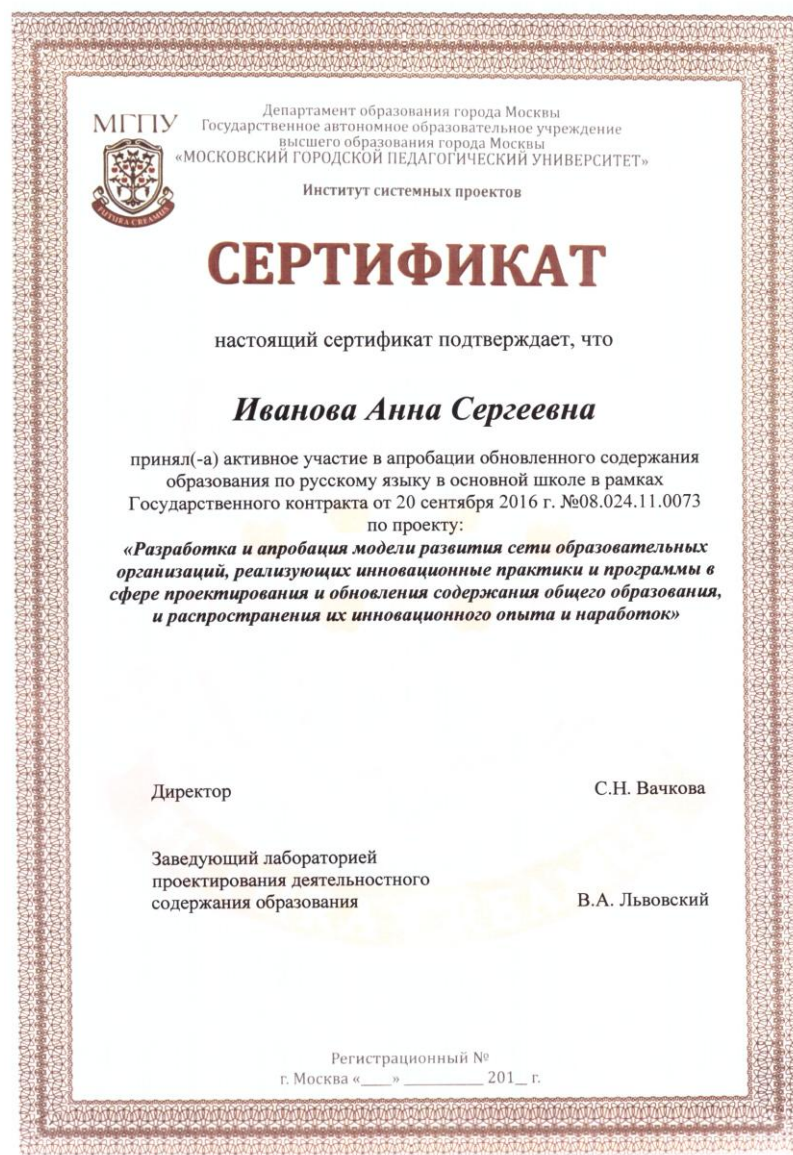 МГПУ
FUTURA CREAMUS
Департамент образования города Москвы
Государственное автономное образовательное учреждение
высшего образования города Москвы
«МОСКОВСКИЙ ГОРОДСКОЙ ПЕДАГОГИЧЕСКИЙ УНИВЕРСИТЕТ»
Институт системных проектов
СЕРТИФИКАТ
настоящий сертификат подтверждает, что
Иванова Анна Сергеевна
принял(-а) активное участие в апробации обновленного содержания
образования по русскому языку в основной школе в рамках
Государственного контракта от 20 сентября 2016 г. №08.024.11.0073
по проекту:
«Разработка и апробация модели развития сети образовательных
организаций, реализующих инновационные практики и программы в
сфере проектирования и обновления содержания общего образования,
и распространения их инновационного опыта и наработок»
Директор С.Н. Вачкова
Заведующий лабораторией
проектирования деятельностного
содержания образования В.А. Львовский
Регистрационный №
г. Москва «____» ___________ 201__ г.